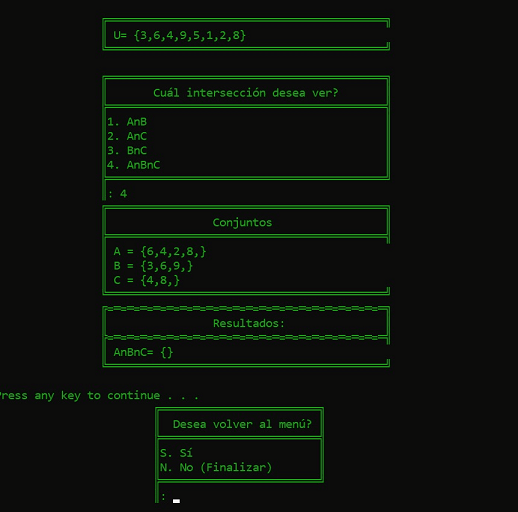 U= {3,6,4,9,5,1,2,8}
Cuál intersección desea ver?
1. AnB
2. AnC
3. BnC
4. AnBnC
: 4
Conjuntos
A = {6,4,2,8,}
B = {3,6,9,}
C = {4,8,}
Resultados:
AnBnC= {}
Press any key to continue . . .
Desea volver al menú?
S. Sí
N. No (Finalizar)
: